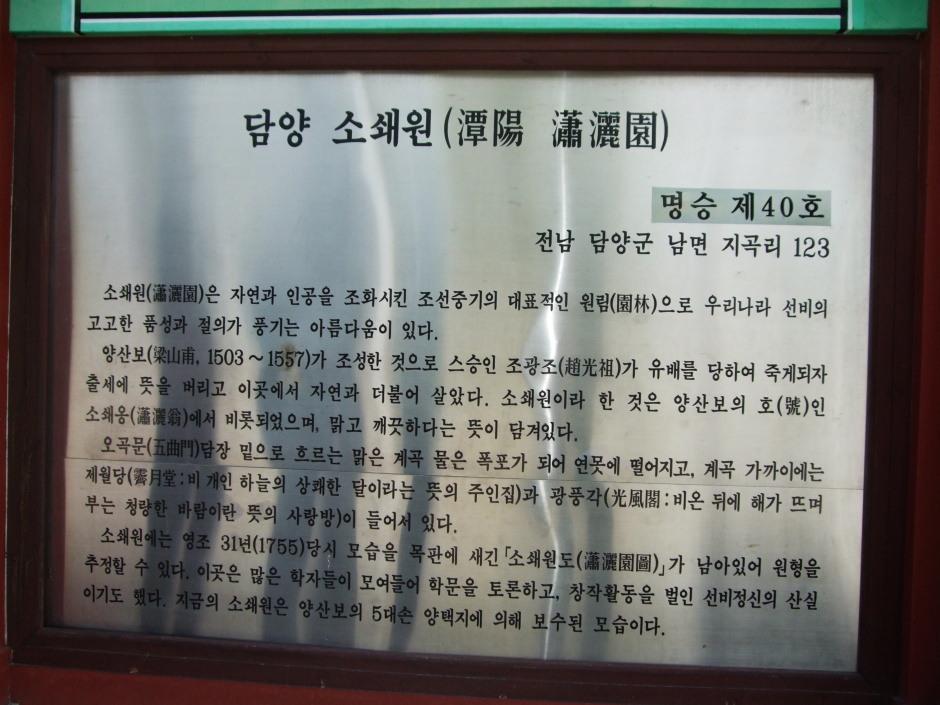 담양 소쇄원(潭陽 瀟灑園)
명승 제40호
전남 담양군 남면 지곡리 123
소쇄원(瀟灑園)은 자연과 인공을 조화시킨 조선중기의 대표적인 원림(園林)으로 우리나라 선비의
고고한 품성과 절의가 풍기는 아름다움이 있다.
양산보(梁山甫, 1503～1557)가 조성한 것으로 스승인 조광조(趙光祖)가 유배를 당하여 죽게되자
출세에 뜻을 버리고 이곳에서 자연과 더불어 살았다. 소쇄원이라 한 것은 양산보의 호(號)인
소쇄옹(瀟灑翁)에서 비롯되었으며, 맑고 깨끗하다는 뜻이 담겨있다.
오곡문(五曲門)담장 밑으로 흐르는 맑은 계곡 물은 폭포가 되어 연못에 떨어지고, 계곡 가까이에는
제월당(霽月堂:비 개인 하늘의 상쾌한 달이라는 뜻의 주인집)과 광풍각(光風閣:비온 뒤에 해가 뜨며
부는 청량한 바람이란 뜻의 사랑방)이 들어서 있다.
소쇄원에는 영조 31년(1755)당시 모습을 목판에 새긴「소쇄원도(瀟灑園圖)」가 남아있어 원형을
추정할 수 있다. 이곳은 많은 학자들이 모여들어 학문을 토론하고, 창작활동을 벌인 선비정신의 산실
이기도 했다. 지금의 소쇄원은 양산보의 5대손 양택지에 의해 보수된 모습이다.